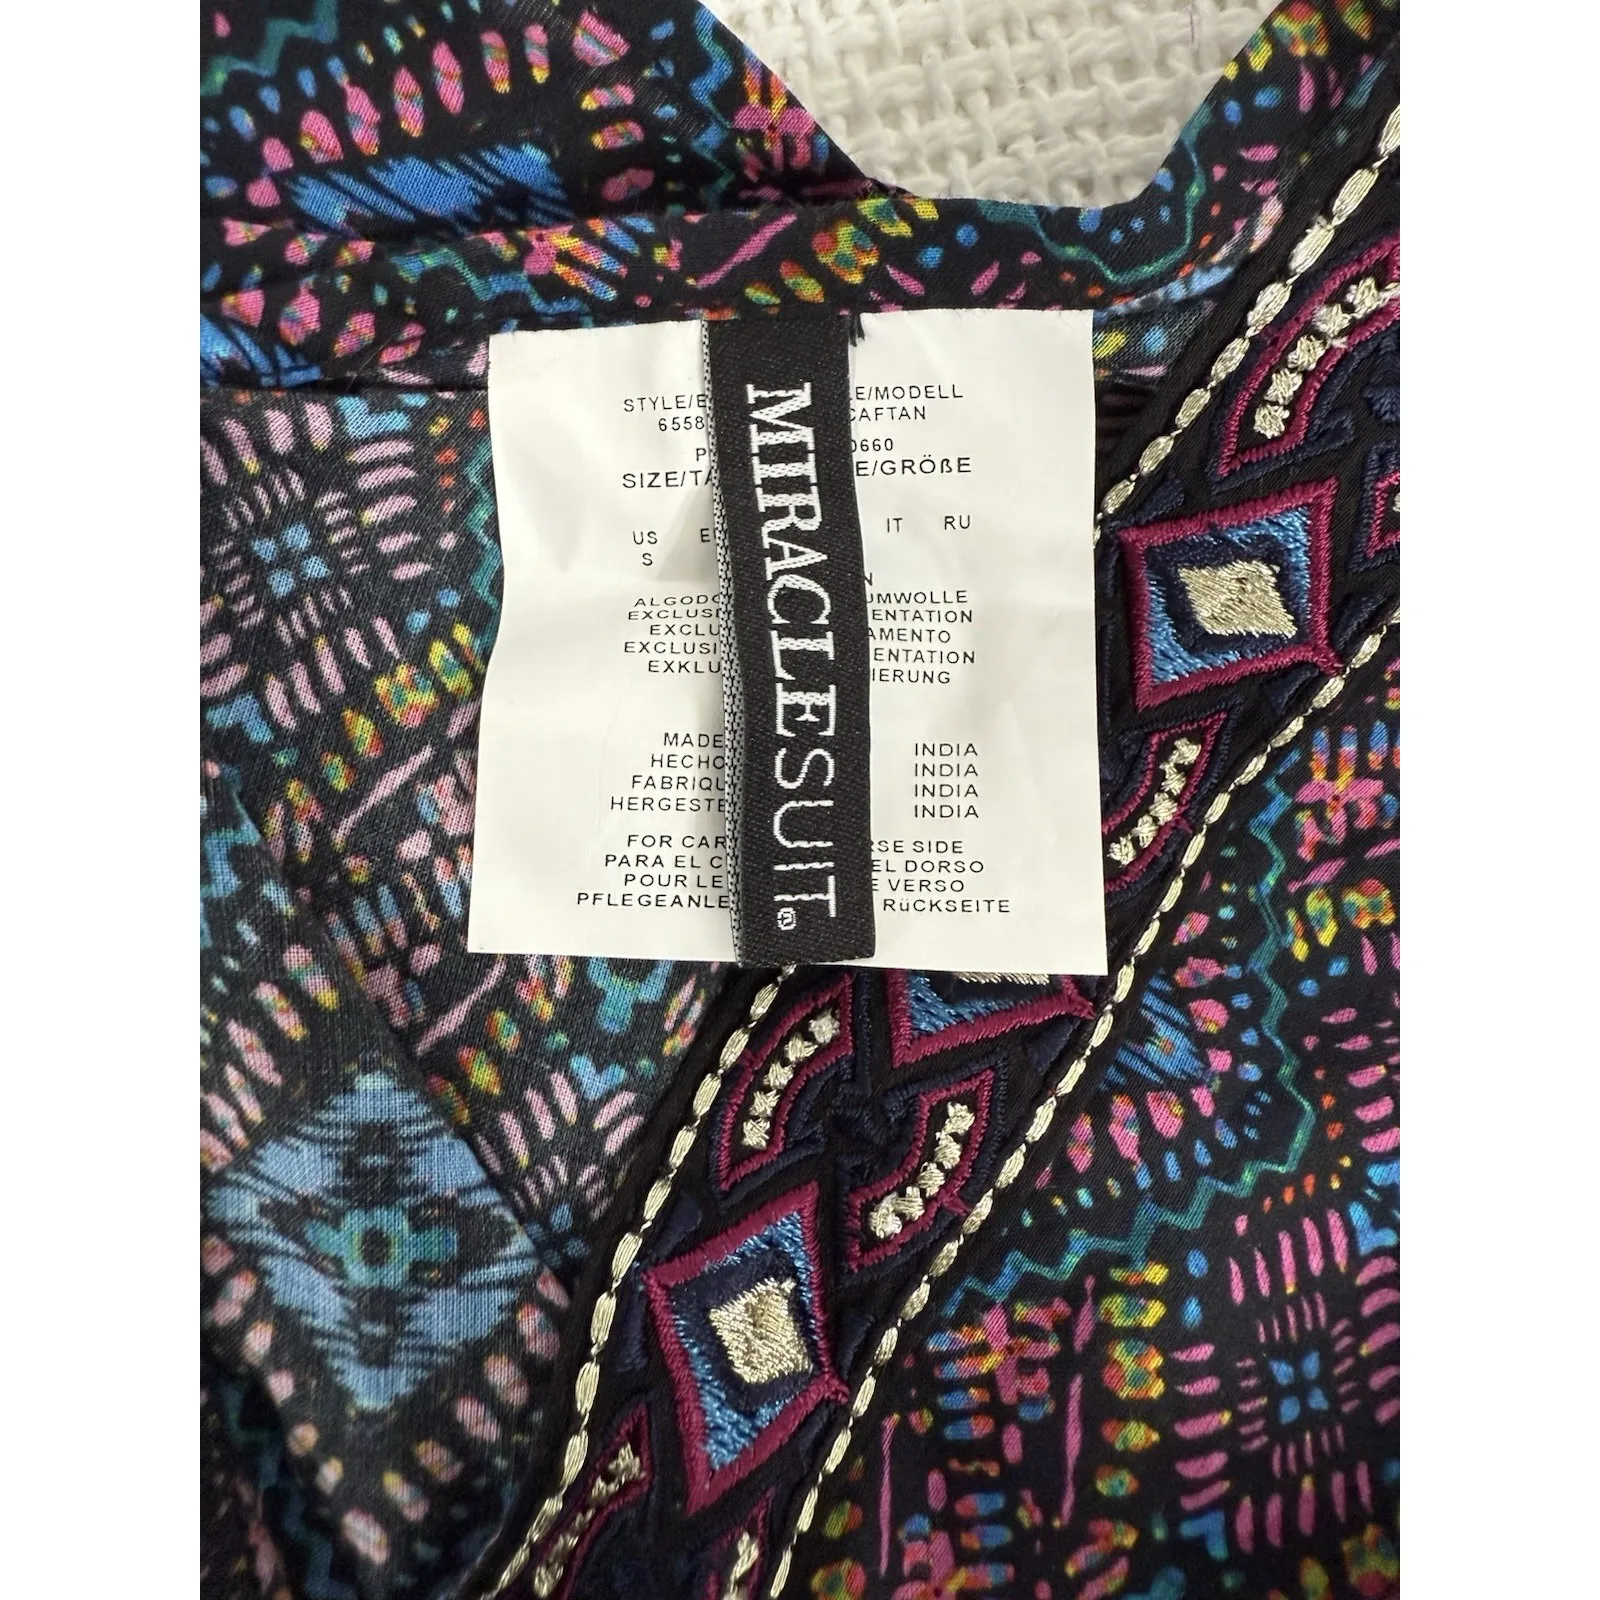 STYLE/E E/MODELL
6558 CAFTAN
P 0660
SIZE/TA E/GRÖßE
US E IT RU
S
N
ALGODO UMWOLLE
EXCLUSI ENTATION
EXCLU AMENTO
EXCLUSI ENTATION
EXKLU IERUNG
MADE INDIA
HECHO INDIA
FABRIQU INDIA
HERGESTE INDIA
FOR CAR RSE SIDE
PARA EL C EL DORSO
POUR LE E VERSO
PFLEGEANLE RüCKSEITE
MIRACLESUIT®